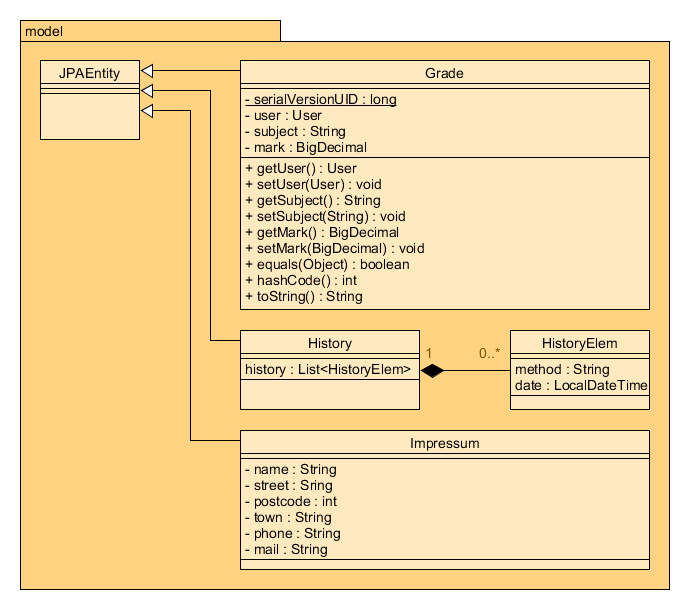 model
JPAEntity
Grade
- serialVersionUID : long
- user : User
- subject : String
- mark : BigDecimal
+ getUser() : User
+ setUser(User) : void
+ getSubject() : String
+ setSubject(String) : void
+ getMark() : BigDecimal
+ setMark(BigDecimal) : void
+ equals(Object) : boolean
+ hashCode() : int
+ toString() : String
History
history : List<HistoryElem>
1
0..*
HistoryElem
method : String
date : LocalDateTime
Impressum
- name : String
- street : Sring
- postcode : int
- town : String
- phone : String
- mail : String